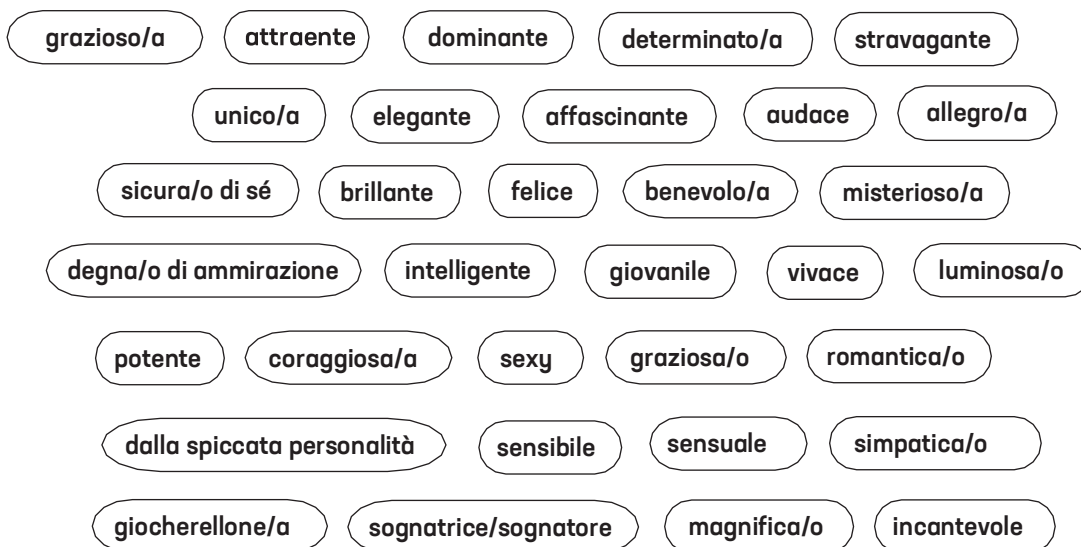 grazioso/a attraente dominante determinato/a stravagante
unico/a elegante affascinante audace allegro/a
sicura/o di sé brillante felice benevolo/a misterioso/a
degna/o di ammirazione intelligente giovanile vivace luminosa/o
potente coraggiosa/a sexy graziosa/o romantica/o
dalla spiccata personalità sensibile sensuale simpatica/o
giocherellone/a sognatrice/sognatore magnifica/o incantevole